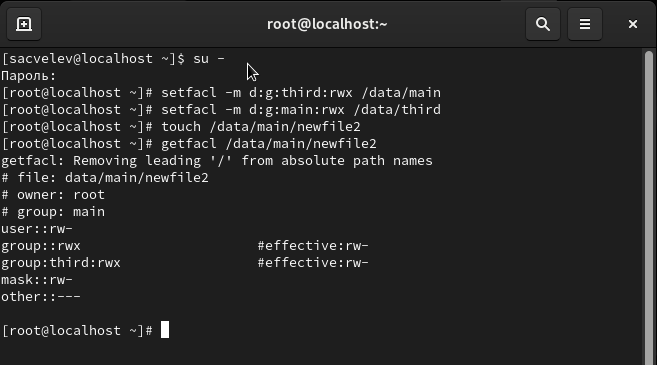 root@localhost:~
[sacvelev@localhost ~]$ su -
Пароль:
[root@localhost ~]# setfacl -m d:g:third:rwx /data/main
[root@localhost ~]# setfacl -m d:g:main:rwx /data/third
[root@localhost ~]# touch /data/main/newfile2
[root@localhost ~]# getfacl /data/main/newfile2
getfacl: Removing leading '/' from absolute path names
# file: data/main/newfile2
# owner: root
# group: main
user::rw-
group::rwx                      #effective:rw-
group:third:rwx                 #effective:rw-
mask::rw-
other::---
[root@localhost ~]#